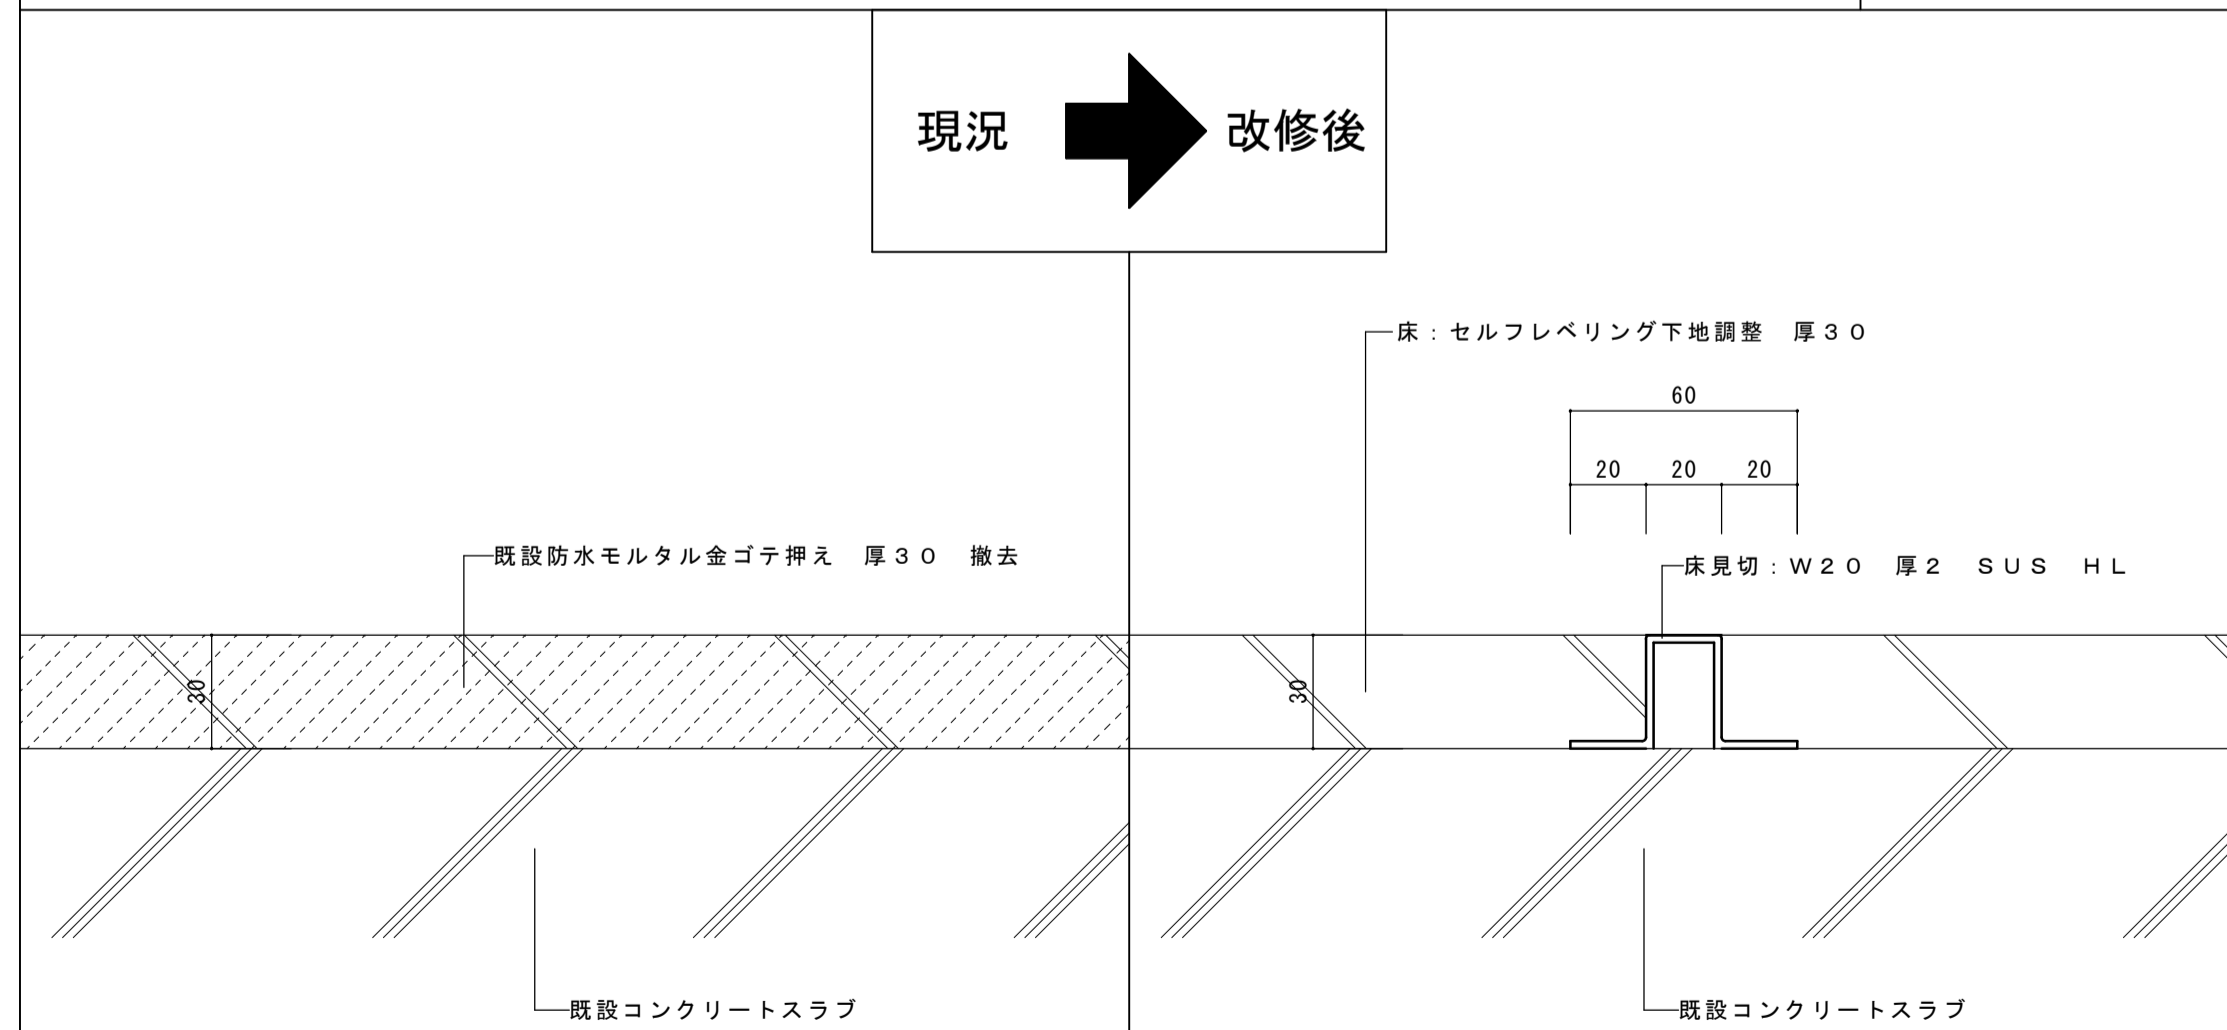 現況
改修後
床：セルフレベリング下地調整　厚３０
60
20 20 20
既設防水モルタル金ゴテ押え　厚３０　撤去
床見切：Ｗ２０　厚２　ＳＵＳ　ＨＬ
30
30
既設コンクリートスラブ
既設コンクリートスラブ